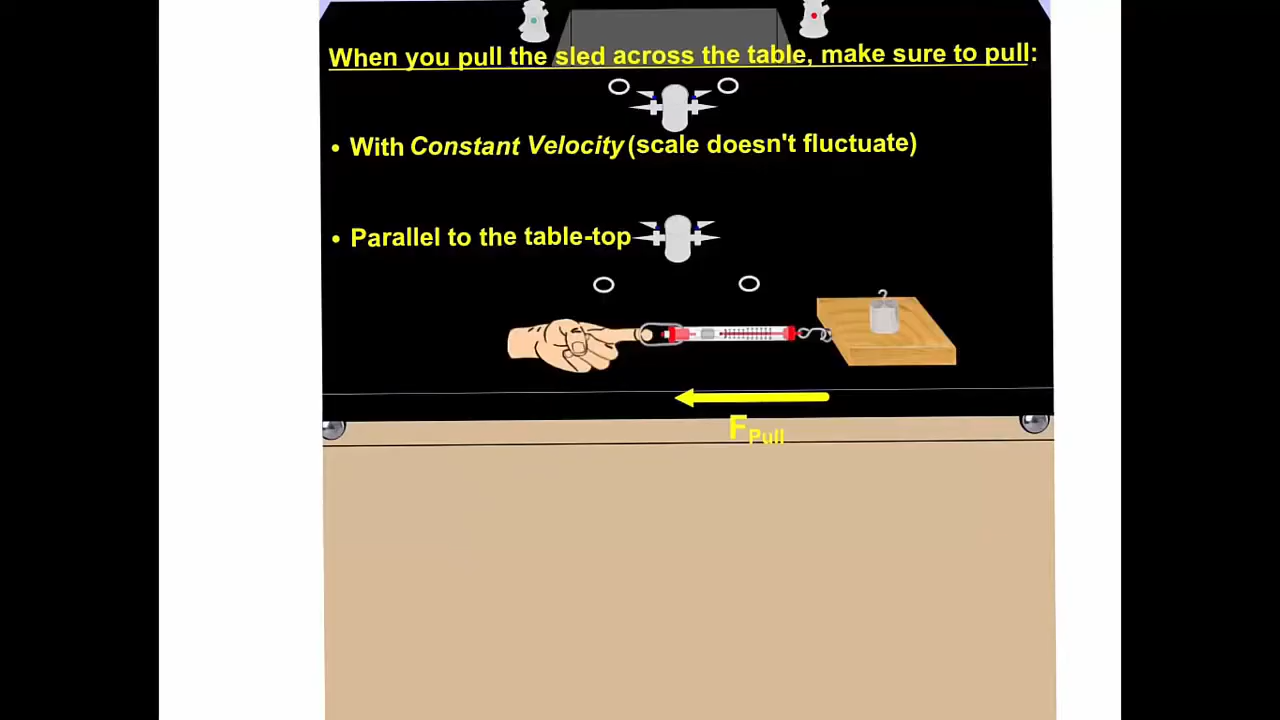 When you pull the sled across the table, make sure to pull:
• With Constant Velocity (scale doesn't fluctuate)
• Parallel to the table-top
FPull